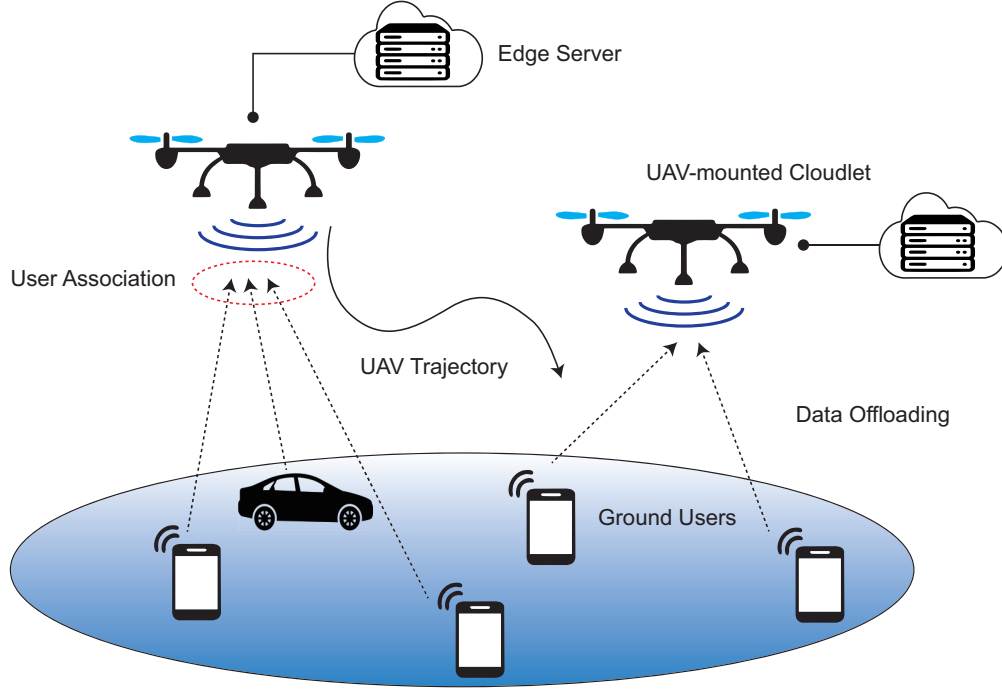 Edge Server
UAV-mounted Cloudlet
User Association
UAV Trajectory
Data Offloading
Ground Users